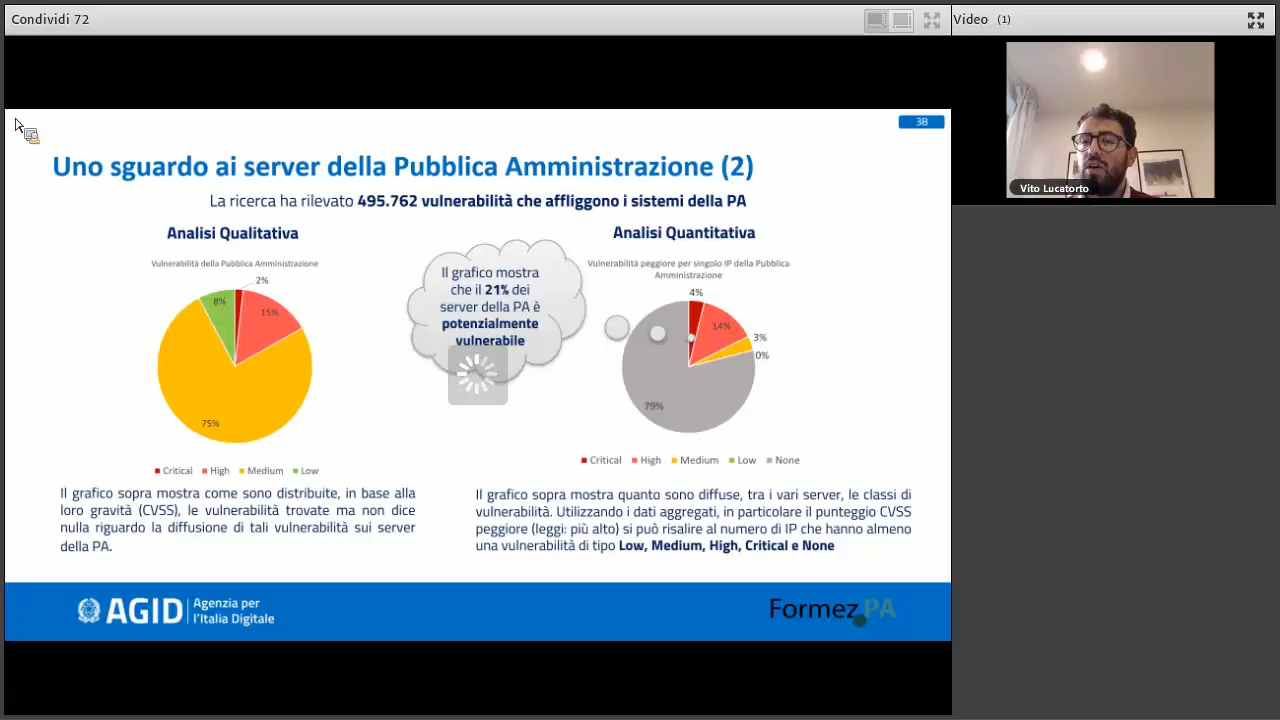 Condividi 72
Video (1)
Vito Lucatorto
38
Uno sguardo ai server della Pubblica Amministrazione (2)
La ricerca ha rilevato 495.762 vulnerabilità che affliggono i sistemi della PA
Analisi Qualitativa
Vulnerabilità della Pubblica Amministrazione
2%
15%
8%
75%
Critical High Medium Low
Il grafico sopra mostra come sono distribuite, in base alla
loro gravità (CVSS), le vulnerabilità trovate ma non dice
nulla riguardo la diffusione di tali vulnerabilità sui server
della PA.
Il grafico mostra
che il 21% dei
server della PA è
potenzialmente
vulnerabile
Analisi Quantitativa
Vulnerabilità peggiore per singolo IP della Pubblica
Amministrazione
4%
14%
3%
0%
79%
Critical High Medium Low None
Il grafico sopra mostra quanto sono diffuse, tra i vari server, le classi di
vulnerabilità. Utilizzando i dati aggregati, in particolare il punteggio CVSS
peggiore (leggi: più alto) si può risalire al numero di IP che hanno almeno
una vulnerabilità di tipo Low, Medium, High, Critical e None
AGID Agenzia per
l'Italia Digitale
Formez PA